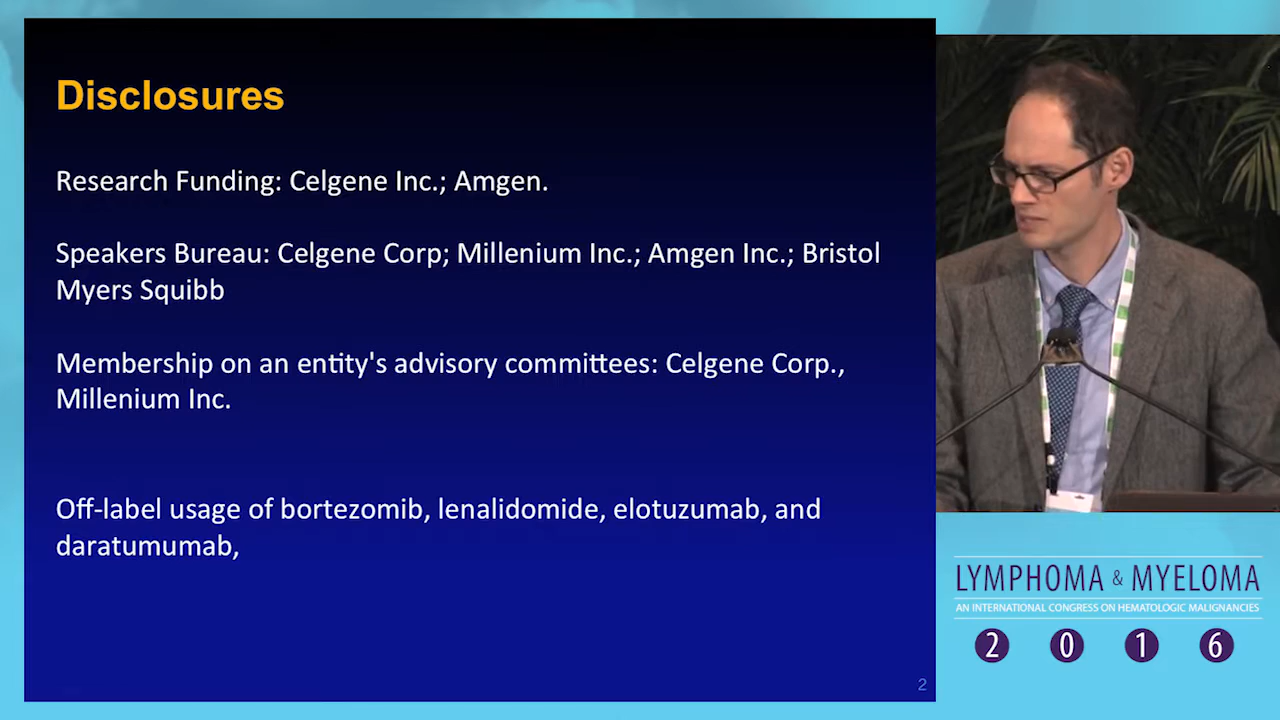 Disclosures
Research Funding: Celgene Inc.; Amgen.
Speakers Bureau: Celgene Corp; Millenium Inc.; Amgen Inc.; Bristol
Myers Squibb
Membership on an entity's advisory committees: Celgene Corp.,
Millenium Inc.
Off-label usage of bortezomib, lenalidomide, elotuzumab, and
daratumumab,
2
LYMPHOMA & MYELOMA
AN INTERNATIONAL CONGRESS ON HEMATOLOGIC MALIGNANCIES
2 0 1 6